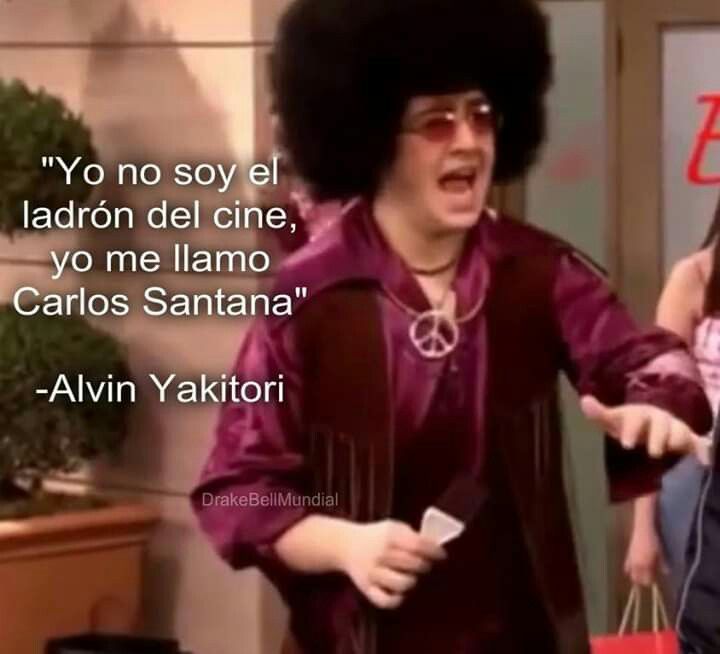 "Yo no soy el
ladrón del cine,
yo me llamo
Carlos Santana"
-Alvin Yakitori
DrakeBellMundial